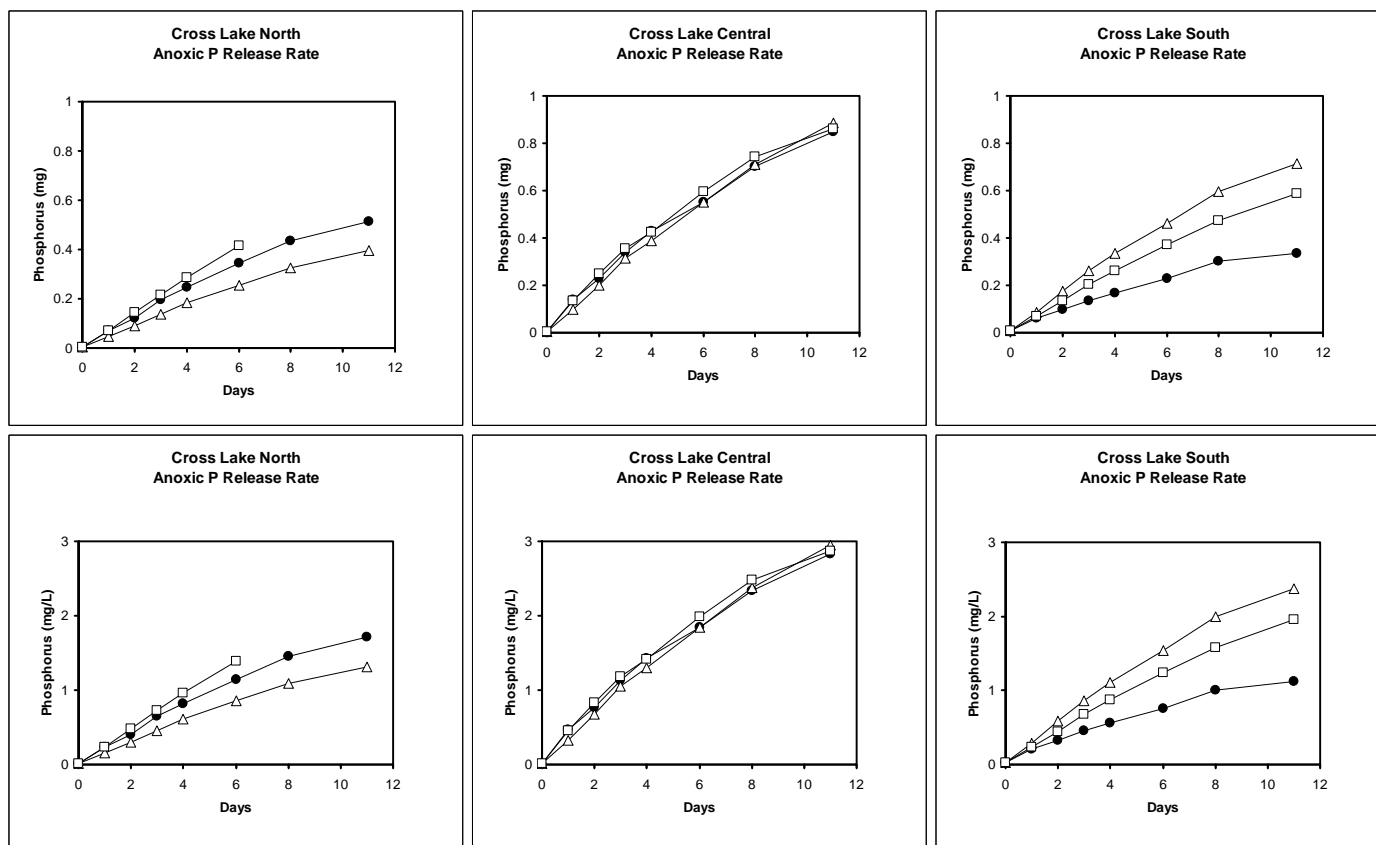 Cross Lake North
Anoxic P Release Rate
1
0.8
0.6
0.4
0.2
0
0 2 4 6 8 10 12
Phosphorus (mg)
Days
Cross Lake Central
Anoxic P Release Rate
1
0.8
0.6
0.4
0.2
0
0 2 4 6 8 10 12
Phosphorus (mg)
Days
Cross Lake South
Anoxic P Release Rate
1
0.8
0.6
0.4
0.2
0
0 2 4 6 8 10 12
Phosphorus (mg)
Days
Cross Lake North
Anoxic P Release Rate
3
2
1
0
0 2 4 6 8 10 12
Phosphorus (mg/L)
Days
Cross Lake Central
Anoxic P Release Rate
3
2
1
0
0 2 4 6 8 10 12
Phosphorus (mg/L)
Days
Cross Lake South
Anoxic P Release Rate
3
2
1
0
0 2 4 6 8 10 12
Phosphorus (mg/L)
Days